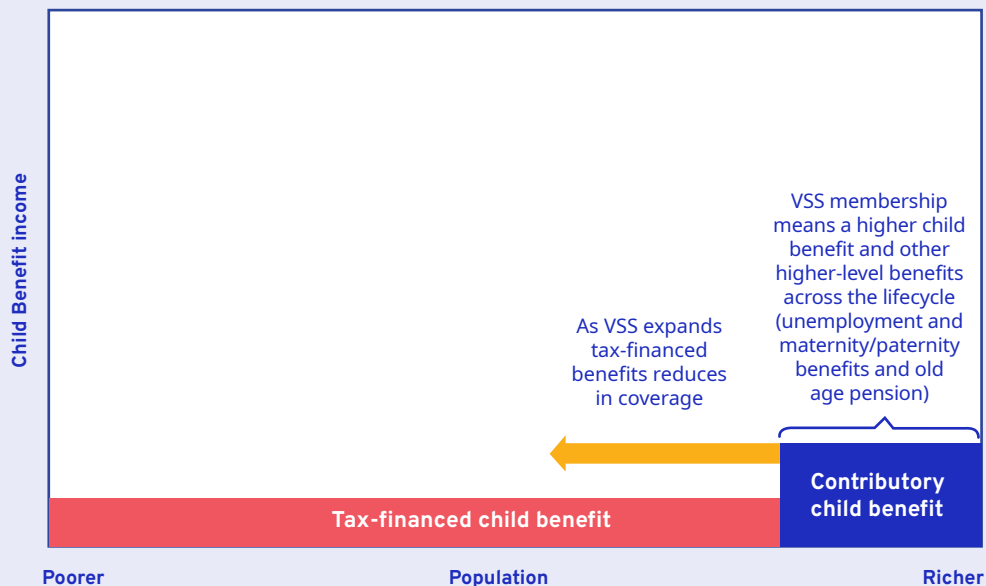 Child Benefit income
VSS membership
means a higher child
benefit and other
higher-level benefits
across the lifecycle
(unemployment and
maternity/paternity
benefits and old
age pension)
As VSS expands
tax-financed
benefits reduces
in coverage
Contributory
child benefit
Tax-financed child benefit
Poorer
Population
Richer